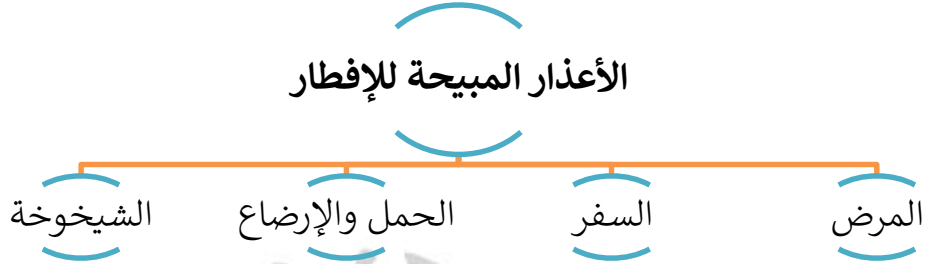 الأعذار المبيحة للإفطار
المرض
السفر
الحمل والإرضاع
الشيخوخة